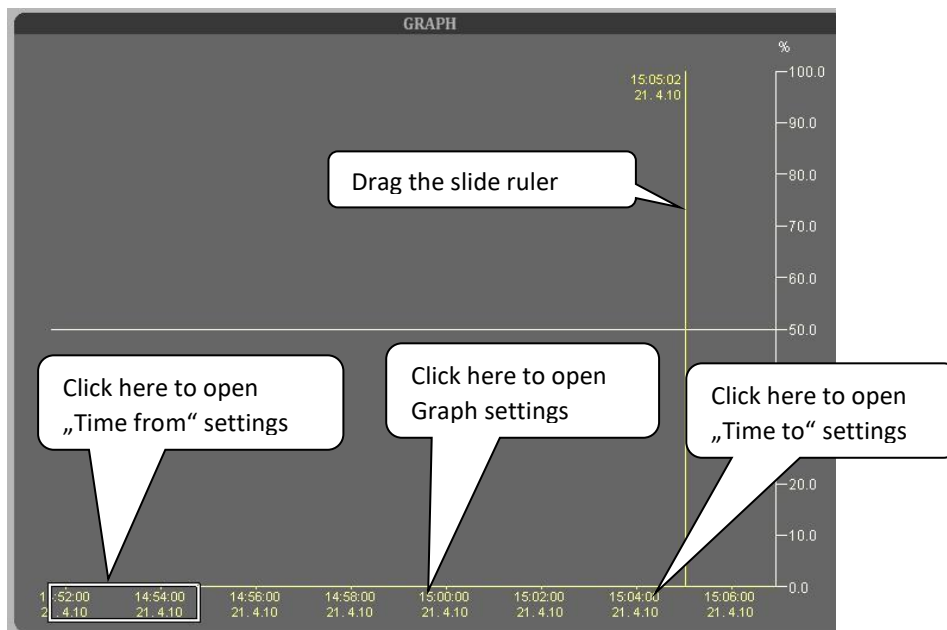 GRAPH
%
15:05:02
21. 4.10
100.0
90.0
Drag the slide ruler
80.0
70.0
60.0
50.0
Click here to open
„Time from“ settings
Click here to open
Graph settings
Click here to open
„Time to“ settings
20.0
10.0
0.0
14:54:00 14:56:00 14:58:00 15:00:00 15:02:00 15:04:00 15:06:00
21. 4.10 21. 4.10 21. 4.10 21. 4.10 21. 4.10 21. 4.10 21. 4.10